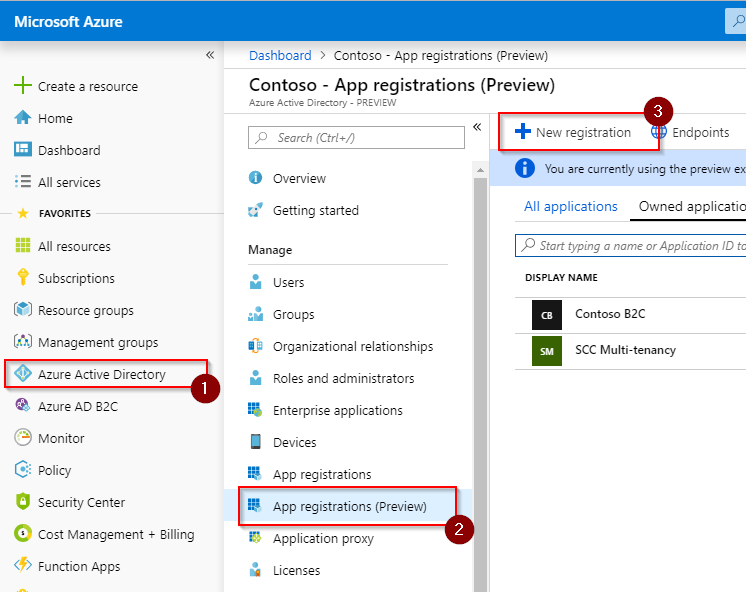 Microsoft Azure
«
Create a resource
Home
Dashboard
All services
FAVORITES
All resources
Subscriptions
Resource groups
Management groups
Azure Active Directory
1
Azure AD B2C
Monitor
Policy
Security Center
Cost Management + Billing
Function Apps
Dashboard > Contoso - App registrations (Preview)
Contoso - App registrations (Preview)
Azure Active Directory - PREVIEW
Search (Ctrl+/)
«
Overview
Getting started
Manage
Users
Groups
Organizational relationships
Roles and administrators
Enterprise applications
Devices
App registrations
App registrations (Preview)
2
Application proxy
Licenses
3
New registration
Endpoints
You are currently using the preview ex
All applications Owned applicatio
Start typing a name or Application ID to
DISPLAY NAME
CB Contoso B2C
SM SCC Multi-tenancy